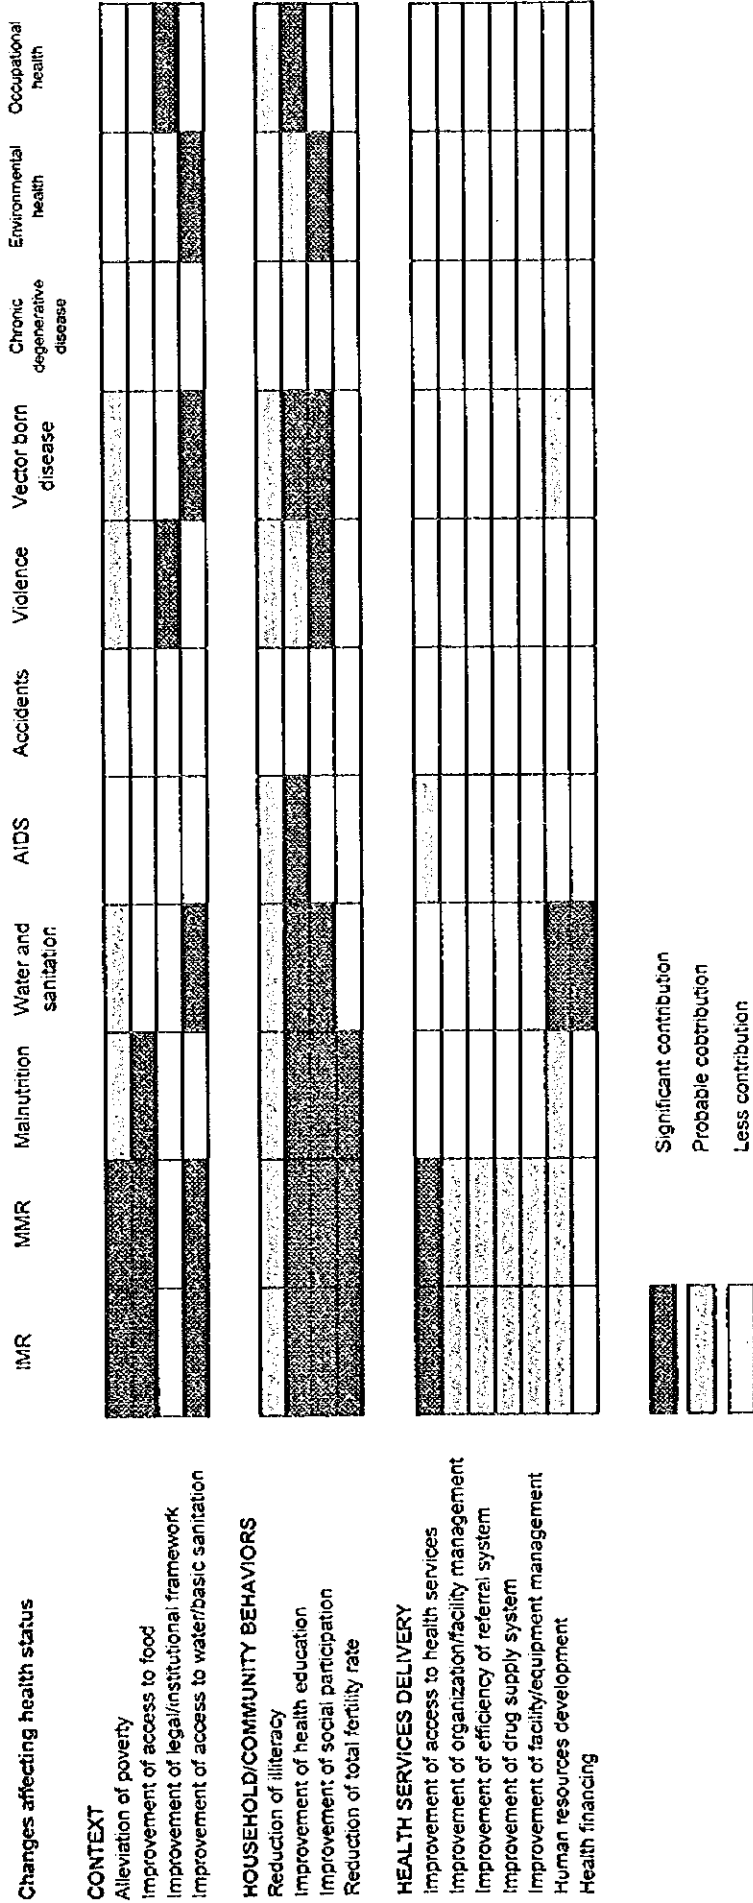 Changes affecting health status
IMR
MMR
Malnutrition
Water and
sanitation
AIDS
Accidents
Violence
Vector born
disease
Chronic
degenerative
disease
Environmental
health
Occupational
health
CONTEXT
Alleviation of poverty
Improvement of access to food
Improvement of legal/institutional framework
Improvement of access to water/basic sanitation
HOUSEHOLD/COMMUNITY BEHAVIORS
Reduction of illiteracy
Improvement of health education
Improvement of social participation
Reduction of total fertility rate
HEALTH SERVICES DELIVERY
Improvement of access to health services
Improvement of organization/facility management
Improvement of efficiency of referral system
Improvement of drug supply system
Improvement of facility/equipment management
Human resources development
Health financing
Significant contribution
Probable cobtribution
Less contribution